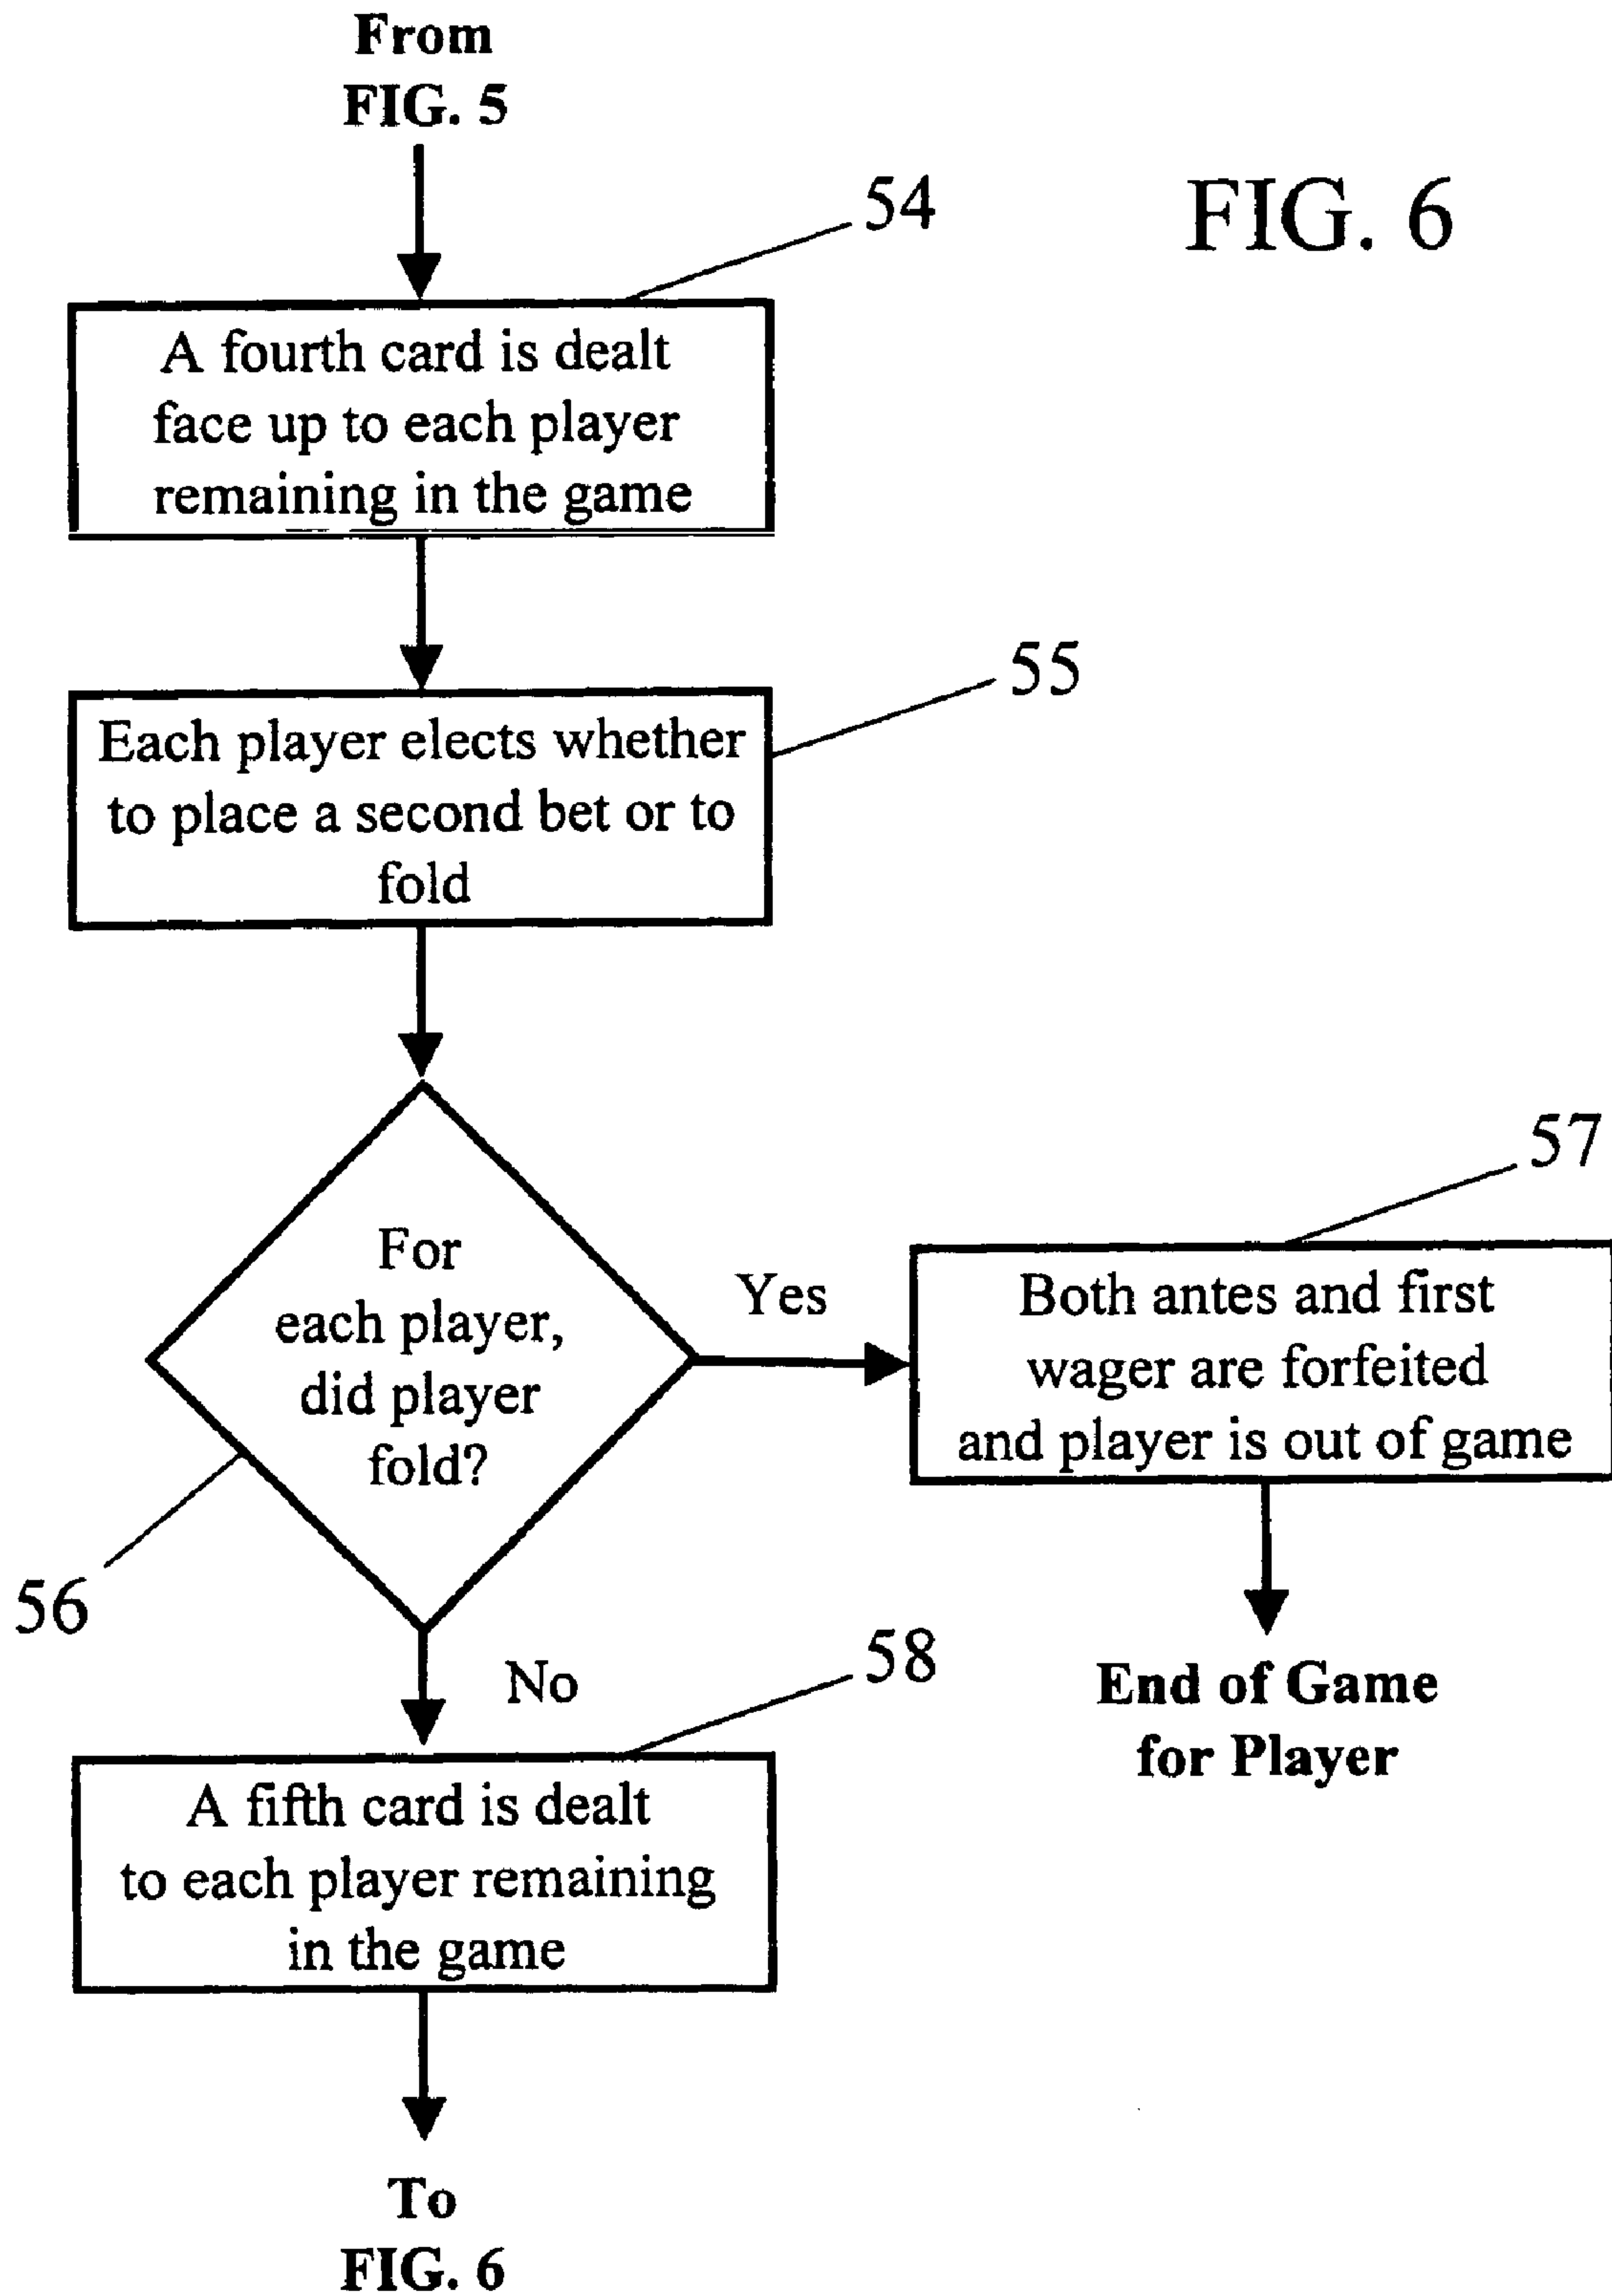 From
FIG. 5
FIG. 6
54
A fourth card is dealt
face up to each player
remaining in the game
55
Each player elects whether
to place a second bet or to
fold
56
For
each player,
did player
fold?
Yes
57
Both antes and first
wager are forfeited
and player is out of game
End of Game
for Player
No
58
A fifth card is dealt
to each player remaining
in the game
To
FIG. 6